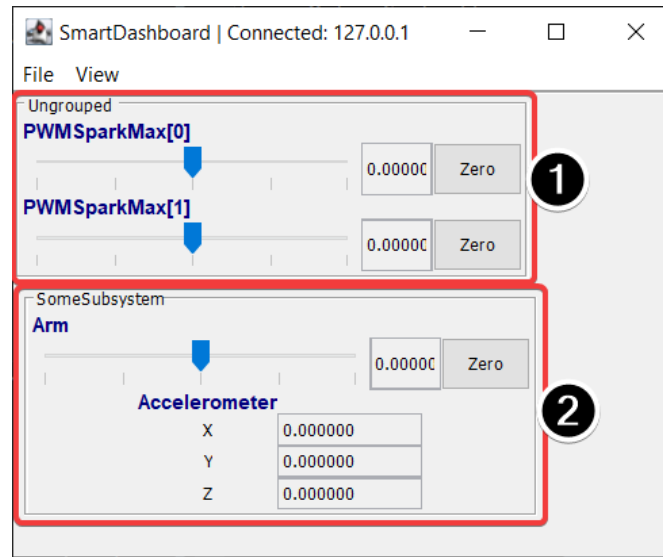 SmartDashboard | Connected: 127.0.0.1
File View
Ungrouped
PWMSparkMax[0]
0.00000 Zero
1
PWMSparkMax[1]
0.00000 Zero
SomeSubsystem
Arm
0.00000 Zero
2
Accelerometer
X 0.000000
Y 0.000000
Z 0.000000